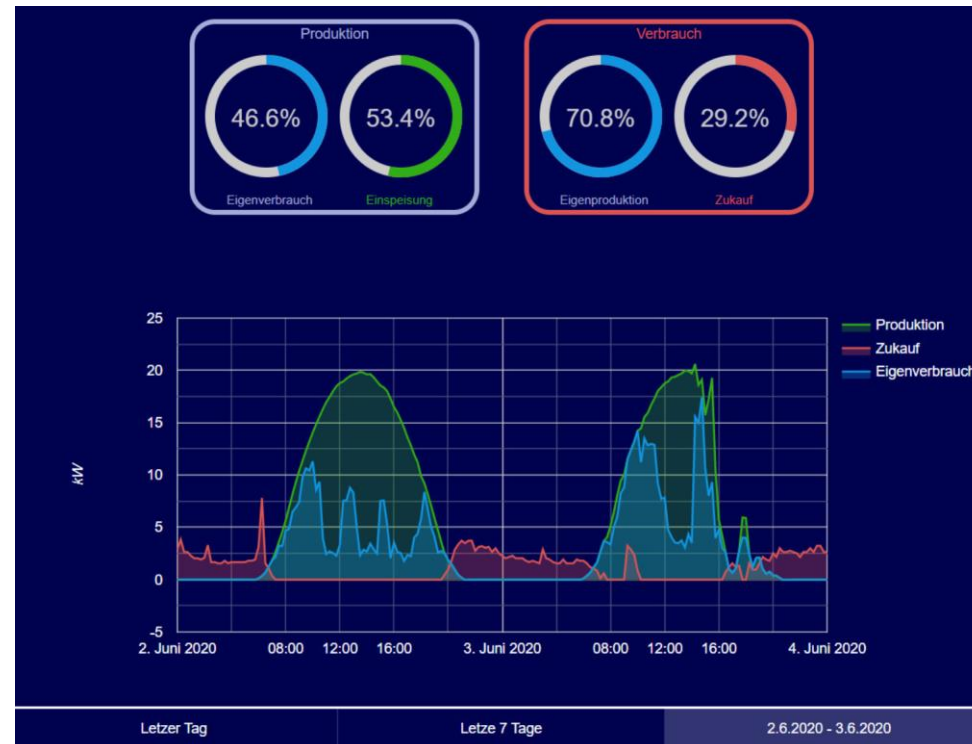 Produktion
46.6%
53.4%
Eigenverbrauch
Einspeisung
Verbrauch
70.8%
29.2%
Eigenproduktion
Zukauf
25
20
15
10
5
0
-5
kW
2. Juni 2020
08:00
12:00
16:00
3. Juni 2020
08:00
12:00
16:00
4. Juni 2020
Produktion
Zukauf
Eigenverbrauch
Letzer Tag
Letze 7 Tage
2.6.2020 - 3.6.2020